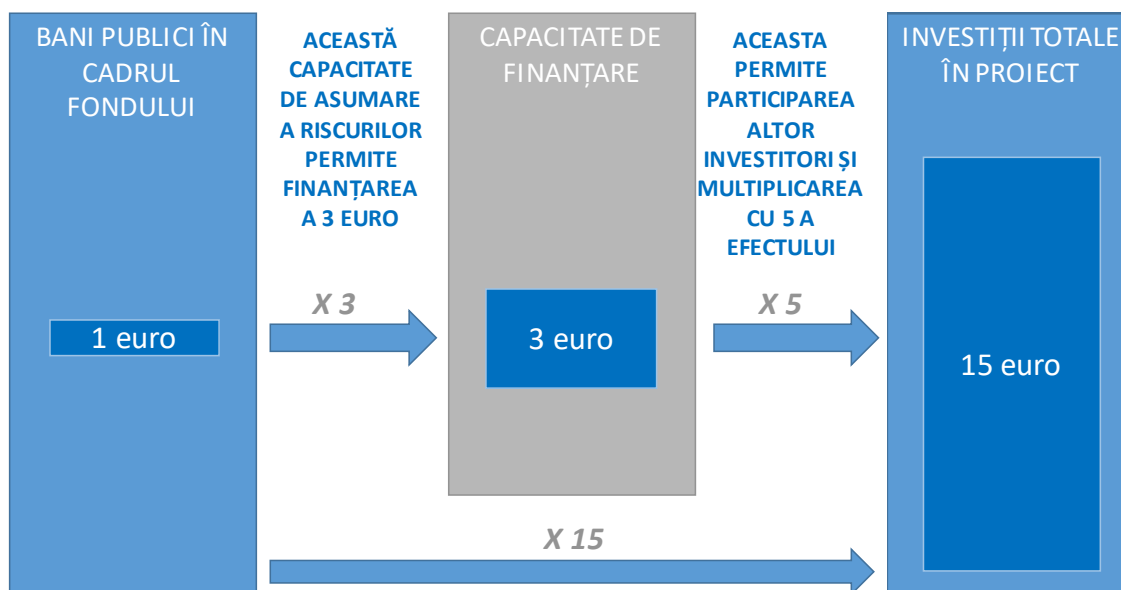 BANI PUBLICI ÎN
CADRUL
FONDULUI
1 euro
ACEASTĂ
CAPACITATE
DE ASUMARE
A RISCURILOR
PERMITE
FINANȚAREA
A 3 EURO
X 3
CAPACITATE DE
FINANȚARE
3 euro
ACEASTA
PERMITE
PARTICIPAREA
ALTOR
INVESTITORI ȘI
MULTIPLICAREA
CU 5 A
EFECTULUI
X 5
INVESTIȚII TOTALE
ÎN PROIECT
15 euro
X 15